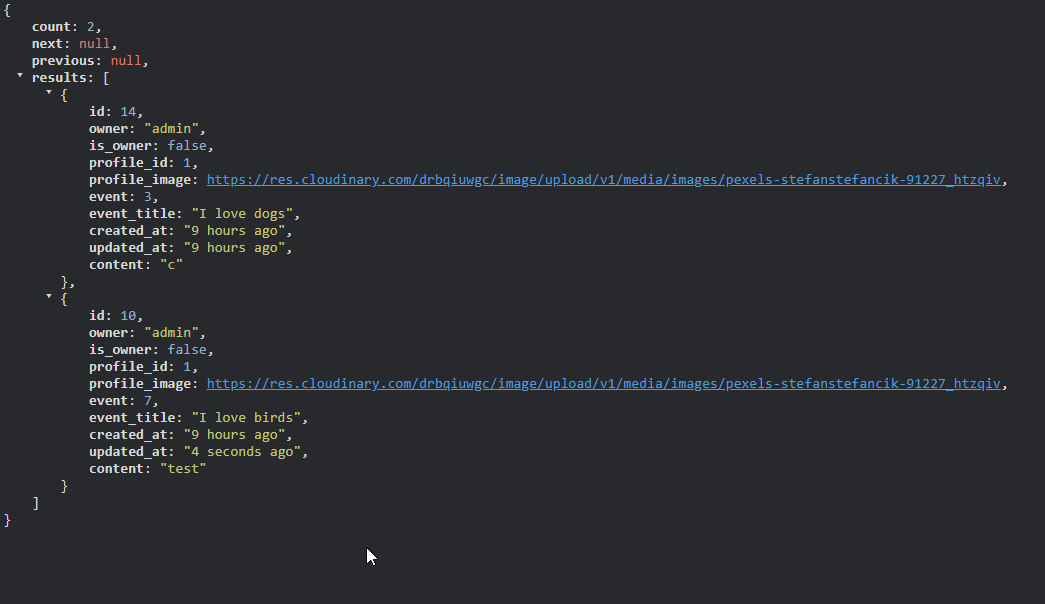 {
count: 2,
next: null,
previous: null,
results: [
{
id: 14,
owner: "admin",
is_owner: false,
profile_id: 1,
profile_image: https://res.cloudinary.com/drbqiuwgc/image/upload/v1/media/images/pexels-stefanstefancik-91227_htzqiv,
event: 3,
event_title: "I love dogs",
created_at: "9 hours ago",
updated_at: "9 hours ago",
content: "c"
},
{
id: 10,
owner: "admin",
is_owner: false,
profile_id: 1,
profile_image: https://res.cloudinary.com/drbqiuwgc/image/upload/v1/media/images/pexels-stefanstefancik-91227_htzqiv,
event: 7,
event_title: "I love birds",
created_at: "9 hours ago",
updated_at: "4 seconds ago",
content: "test"
}
]
}